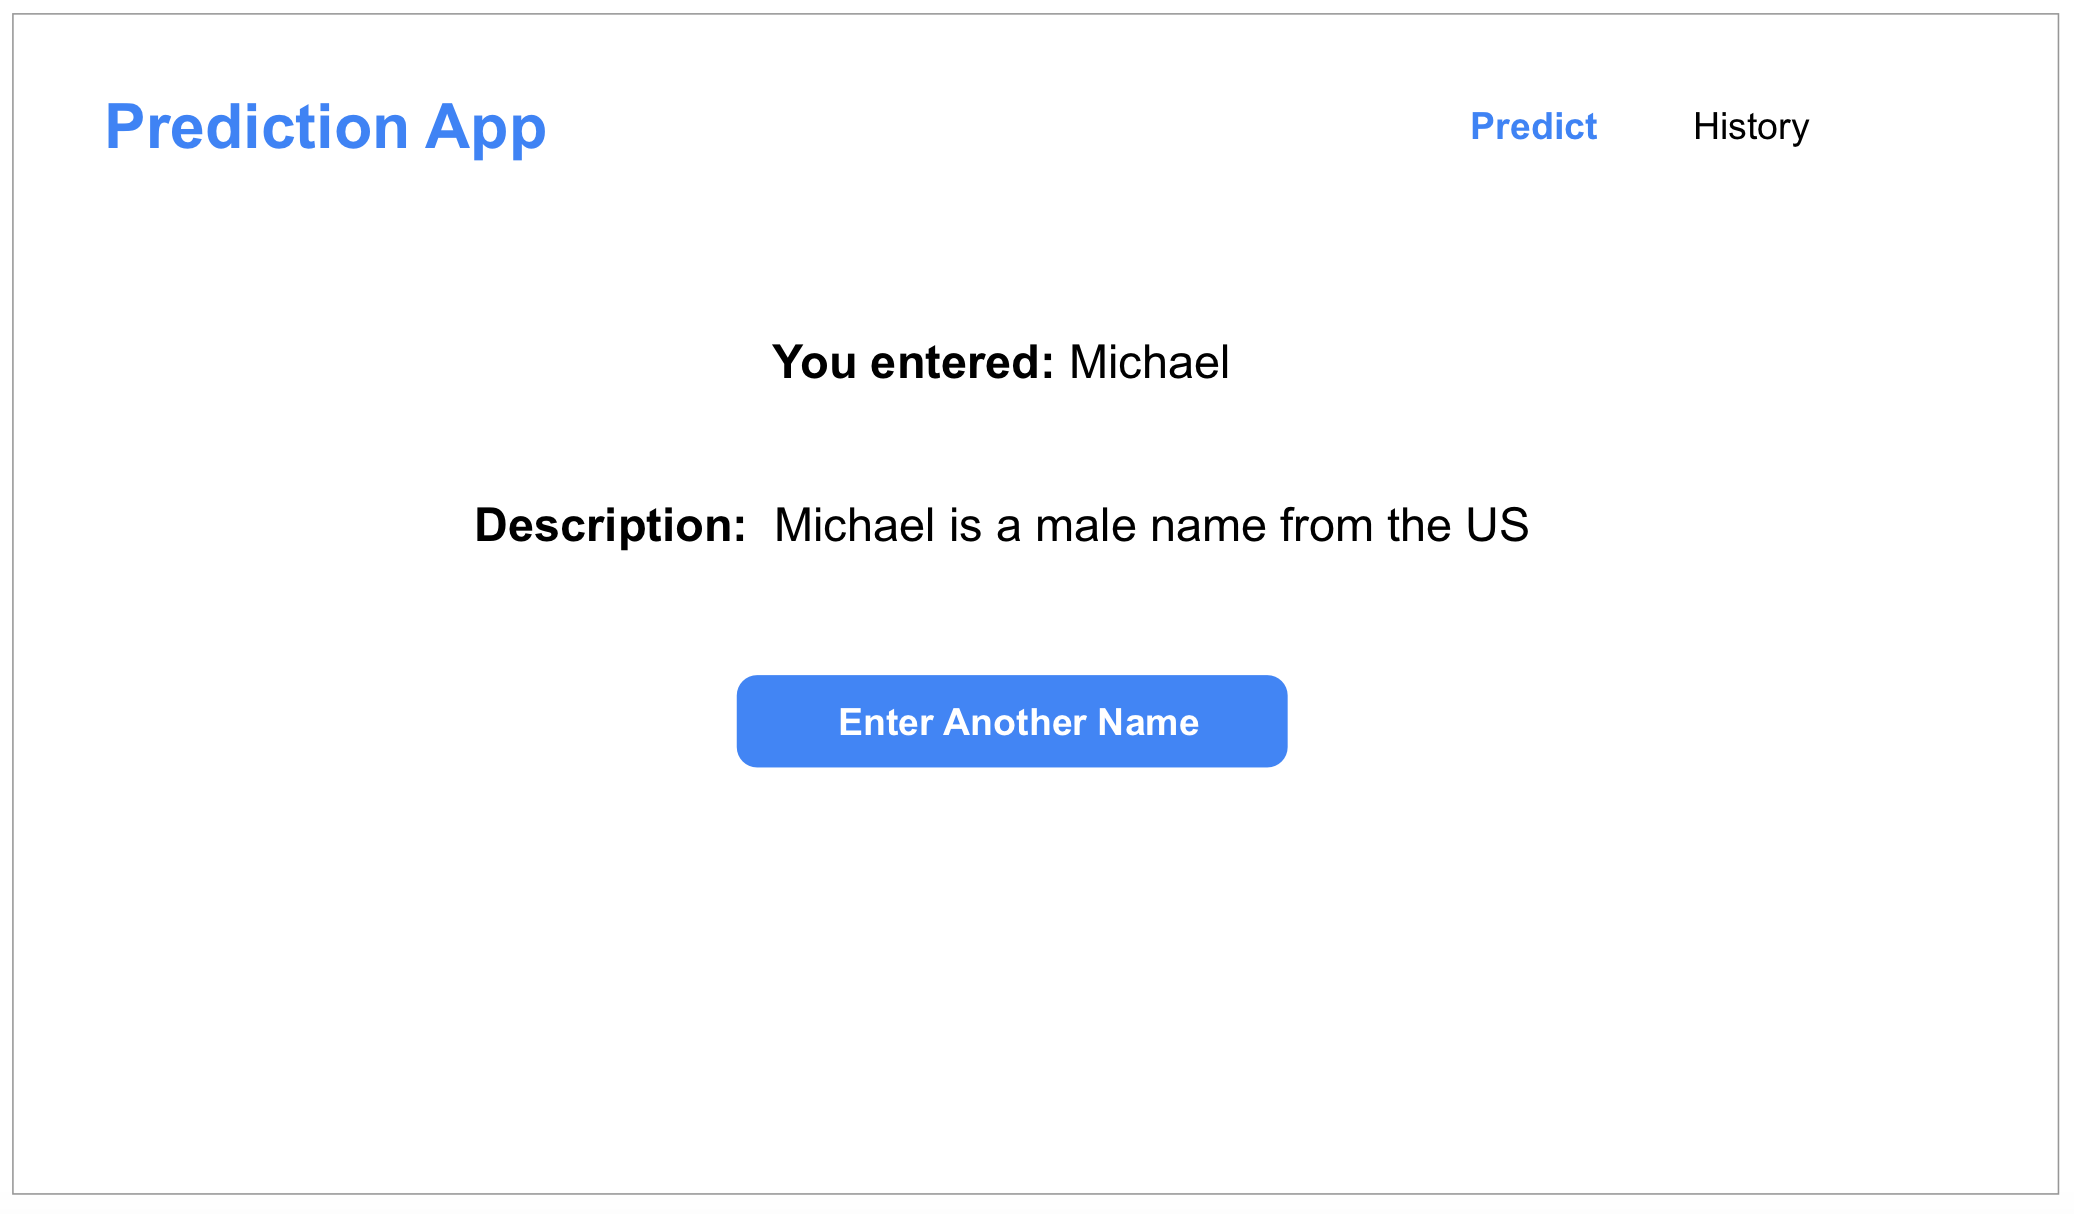 Prediction App
Predict
History
You entered: Michael
Description: Michael is a male name from the US
Enter Another Name